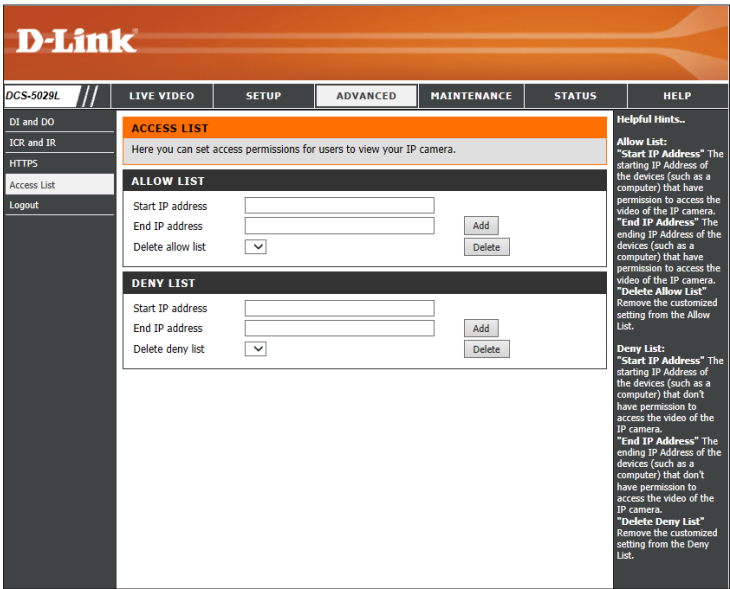 D-Link
DCS-5029L
LIVE VIDEO
SETUP
ADVANCED
MAINTENANCE
STATUS
HELP
DI and DO
ICR and IR
HTTPS
Access List
Logout
ACCESS LIST
Here you can set access permissions for users to view your IP camera.
ALLOW LIST
Start IP address
End IP address
Add
Delete allow list
Delete
DENY LIST
Start IP address
End IP address
Add
Delete deny list
Delete
Helpful Hints..
Allow List:
"Start IP Address" The
starting IP Address of
the devices (such as a
computer) that have
permission to access the
video of the IP camera.
"End IP Address" The
ending IP Address of the
devices (such as a
computer) that have
permission to access the
video of the IP camera.
"Delete Allow List"
Remove the customized
setting from the Allow
List.
Deny List:
"Start IP Address" The
starting IP Address of
the devices (such as a
computer) that don't
have permission to
access the video of the
IP camera.
"End IP Address" The
ending IP Address of the
devices (such as a
computer) that don't
have permission to
access the video of the
IP camera.
"Delete Deny List"
Remove the customized
setting from the Deny
List.